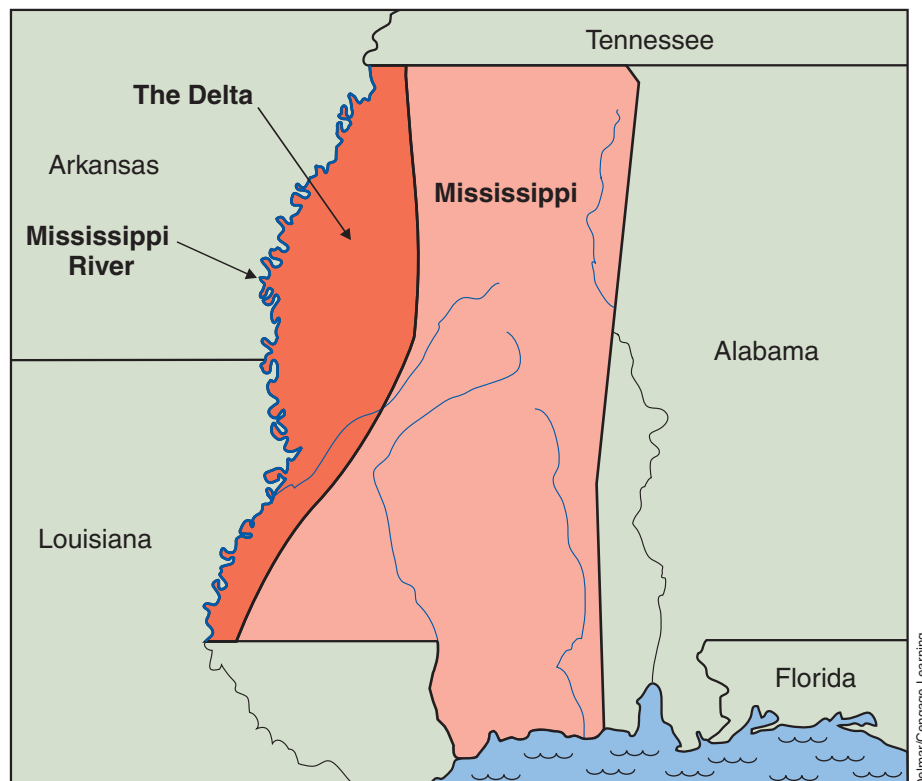 Tennessee
The Delta
Arkansas
Mississippi
Mississippi
River
Alabama
Louisiana
Florida